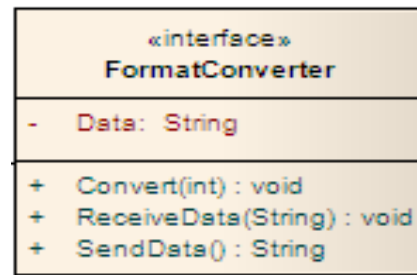 «interface»
FormatConverter
- Data: String
+ Convert(int) : void
+ ReceiveData(String) : void
+ SendData() : String